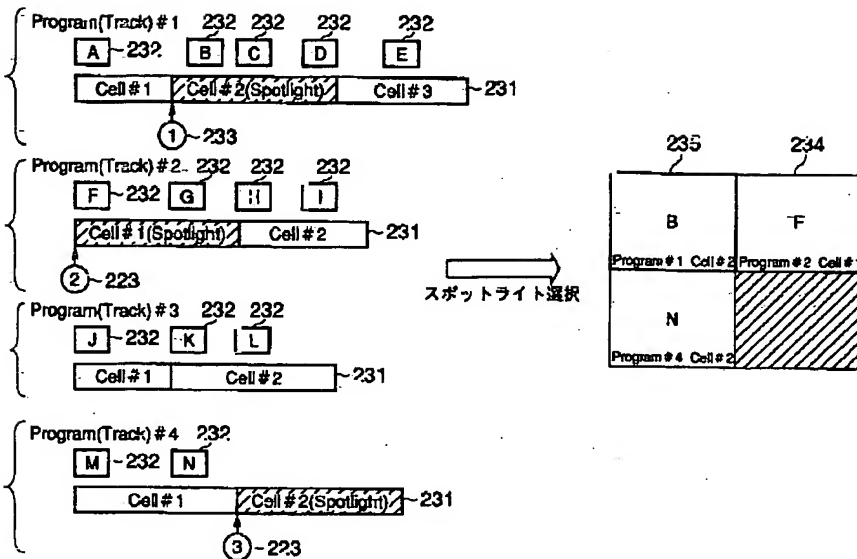 Program(Track) #1
232 232 232 232
A 232 B C D E
Cell #1 Cell #2(Spotlight) Cell #3 231
1 233
Program(Track) #2 232 232 232
F 232 G H I
Cell #1(Spotlight) Cell #2 231
2 223
Program(Track) #3 232 232
J 232 K L
Cell #1 Cell #2 231
Program(Track) #4 232
M 232 N
Cell #1 Cell #2(Spotlight) 231
3 223
スポットライト選択
235 234
B F
Program #1 Cell #2 Program #2 Cell #1
N
Program #4 Cell #2